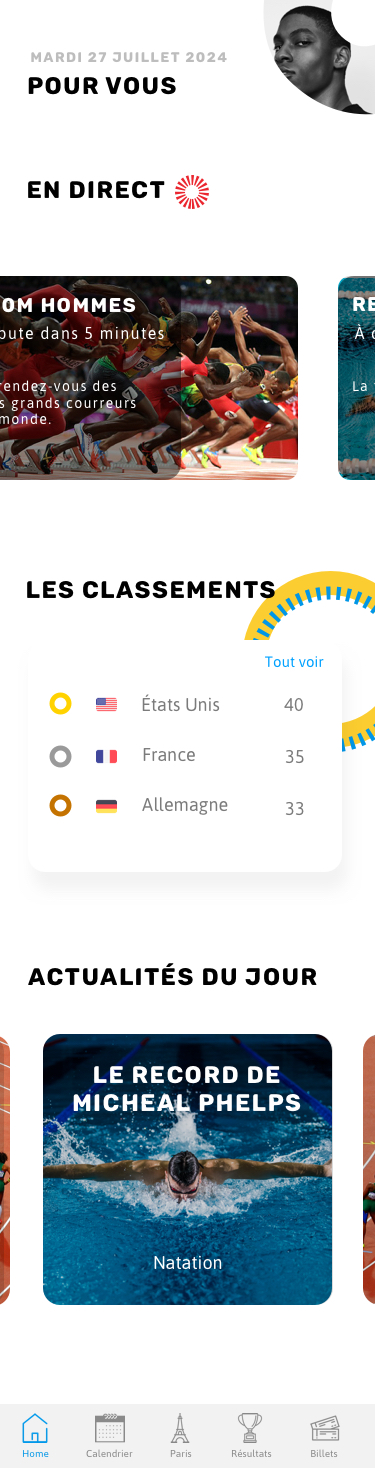 MARDI 27 JUILLET 2024
POUR VOUS
EN DIRECT
OM HOMMES
dans 5 minutes
rendez-vous des
grands courreurs
monde.
RE
À
La
LES CLASSEMENTS
Tout voir
États Unis 40
France 35
Allemagne 33
ACTUALITÉS DU JOUR
LE RECORD DE
MICHEAL PHELPS
Natation
Home Calendrier Paris Résultats Billets